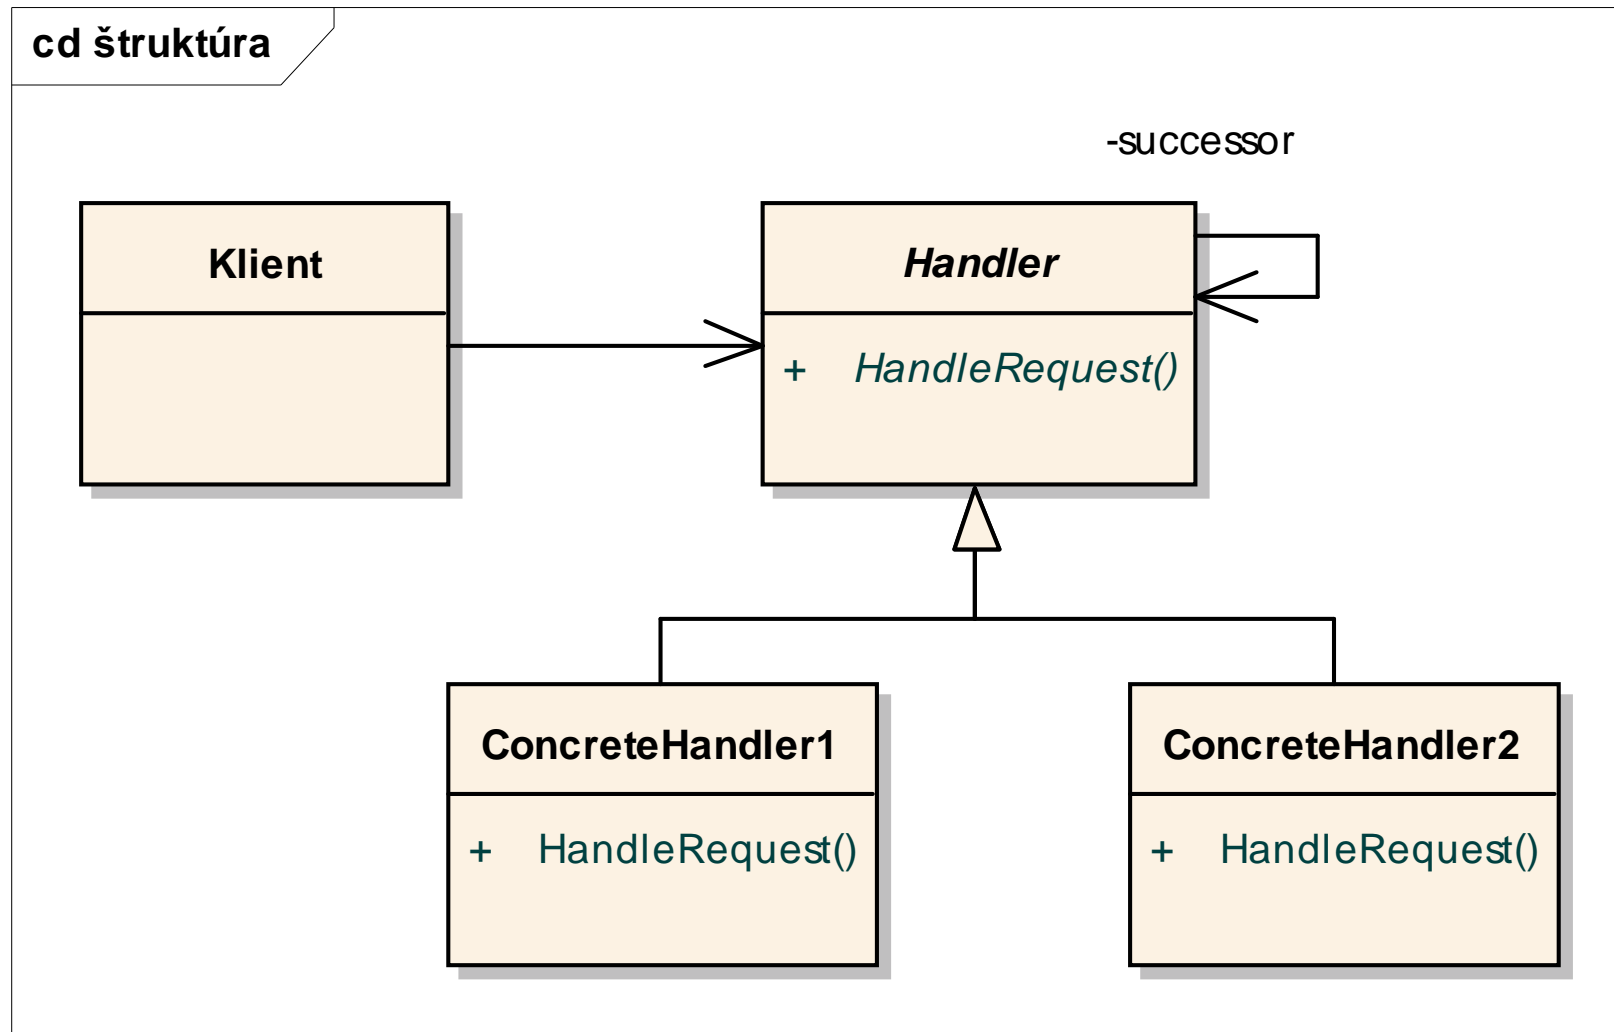 cd štruktúra
-successor
Klient
Handler
+ HandleRequest()
ConcreteHandler1
+ HandleRequest()
ConcreteHandler2
+ HandleRequest()